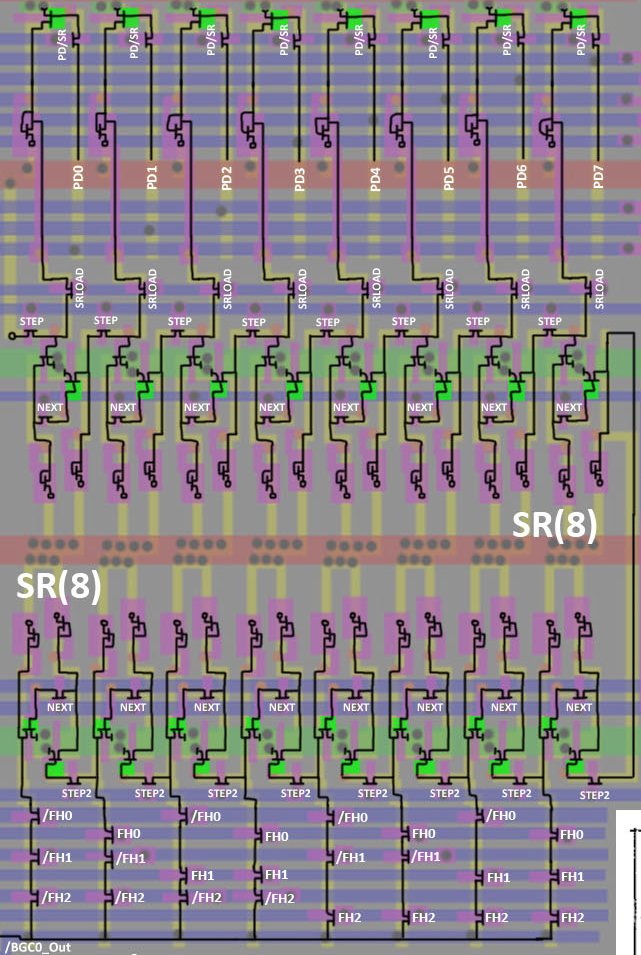 PD/SR PD/SR PD/SR PD/SR PD/SR PD/SR PD/SR PD/SR
PD0 PD1 PD2 PD3 PD4 PD5 PD6 PD7
SRLOAD SRLOAD SRLOAD SRLOAD SRLOAD SRLOAD SRLOAD SRLOAD
STEP STEP STEP STEP STEP STEP STEP STEP
NEXT NEXT NEXT NEXT NEXT NEXT NEXT NEXT
SR(8)
SR(8)
NEXT NEXT NEXT NEXT NEXT NEXT NEXT NEXT
STEP2 STEP2 STEP2 STEP2 STEP2 STEP2 STEP2 STEP2
/FH0 /FH0 /FH0 /FH0
FH0 FH0 FH0 FH0
/FH1 /FH1 /FH1 /FH1
FH1 FH1 FH1 FH1
/FH2 /FH2 /FH2 /FH2
FH2 FH2 FH2 FH2
/BGC0_Out